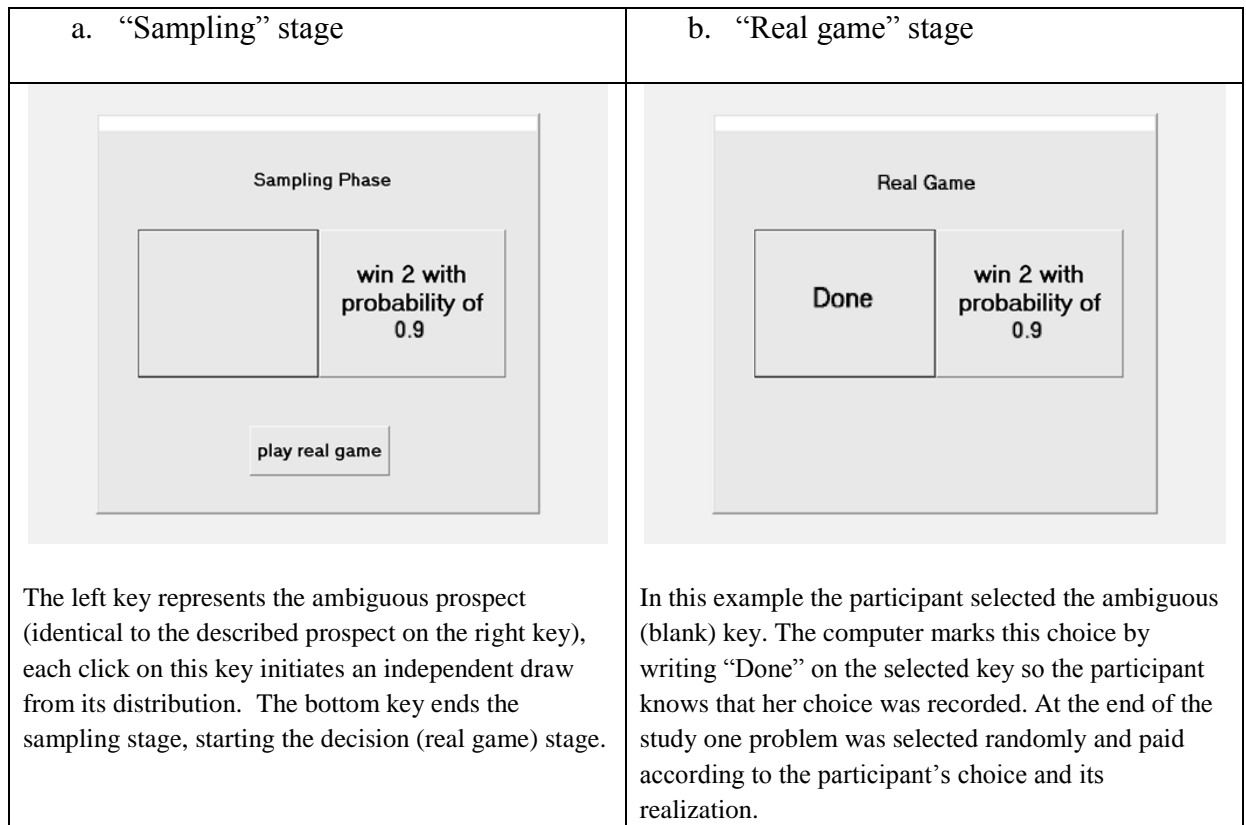 a. “Sampling” stage
b. “Real game” stage
Sampling Phase
win 2 with
probability of
0.9
play real game
Real Game
Done
win 2 with
probability of
0.9
The left key represents the ambiguous prospect
(identical to the described prospect on the right key),
each click on this key initiates an independent draw
from its distribution.  The bottom key ends the
sampling stage, starting the decision (real game) stage.
In this example the participant selected the ambiguous
(blank) key. The computer marks this choice by
writing “Done” on the selected key so the participant
knows that her choice was recorded. At the end of the
study one problem was selected randomly and paid
according to the participant’s choice and its
realization.